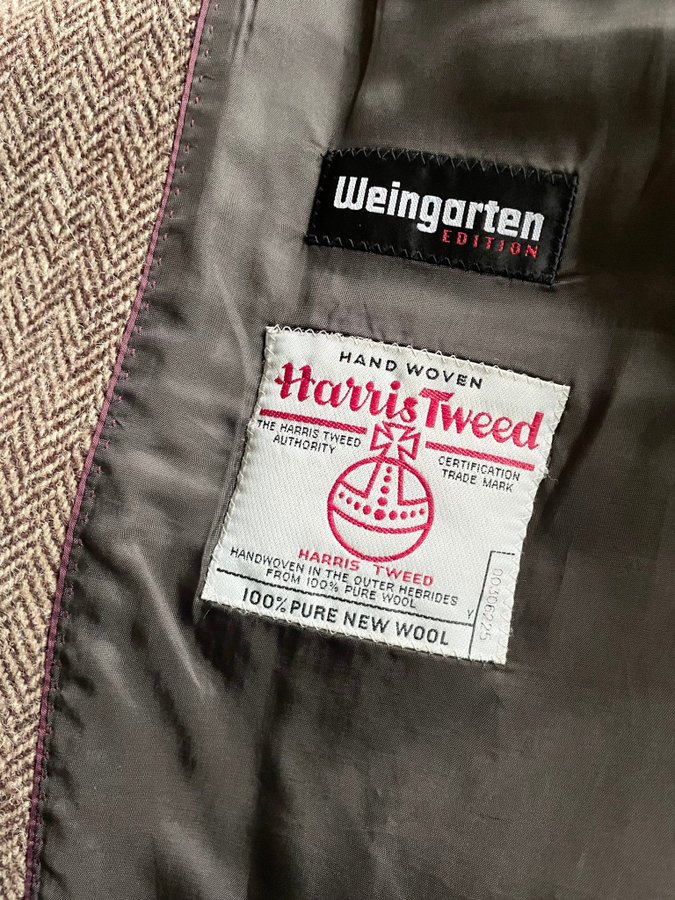 Weingarten
EDITION
HAND WOVEN
Harris Tweed
THE HARRIS TWEED
AUTHORITY
CERTIFICATION
TRADE MARK
HARRIS TWEED
HANDWOVEN IN THE OUTER HEBRIDES
FROM 100% PURE WOOL
Y
00306225
100% PURE NEW WOOL